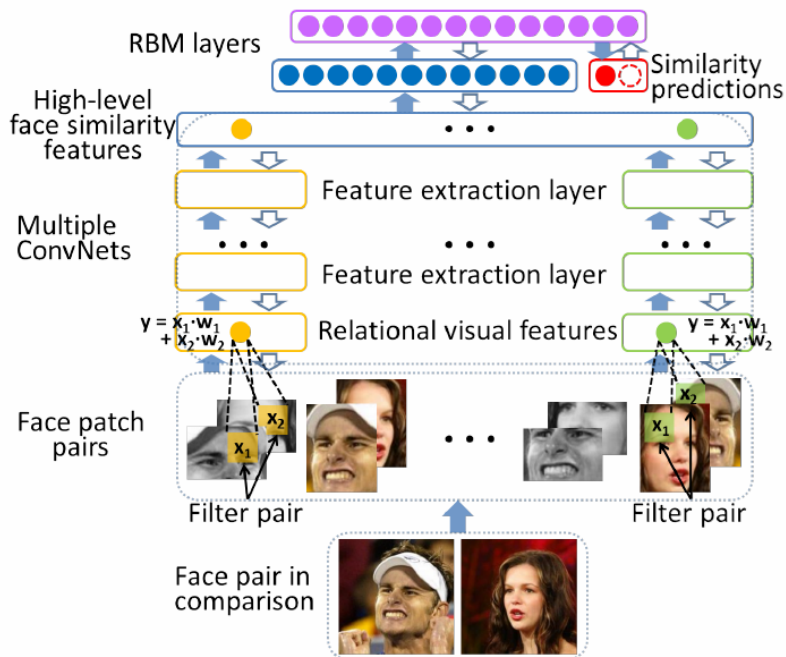 RBM layers
Similarity
predictions
High-level
face similarity
features
. . .
Feature extraction layer
Multiple
ConvNets
. . .
. . .
. . .
Feature extraction layer
y = x₁·w₁
+ x₂·w₂
Relational visual features
y = x₁·w₁
+ x₂·w₂
Face patch
pairs
x₁
x₂
. . .
x₁
x₂
Filter pair
Filter pair
Face pair in
comparison